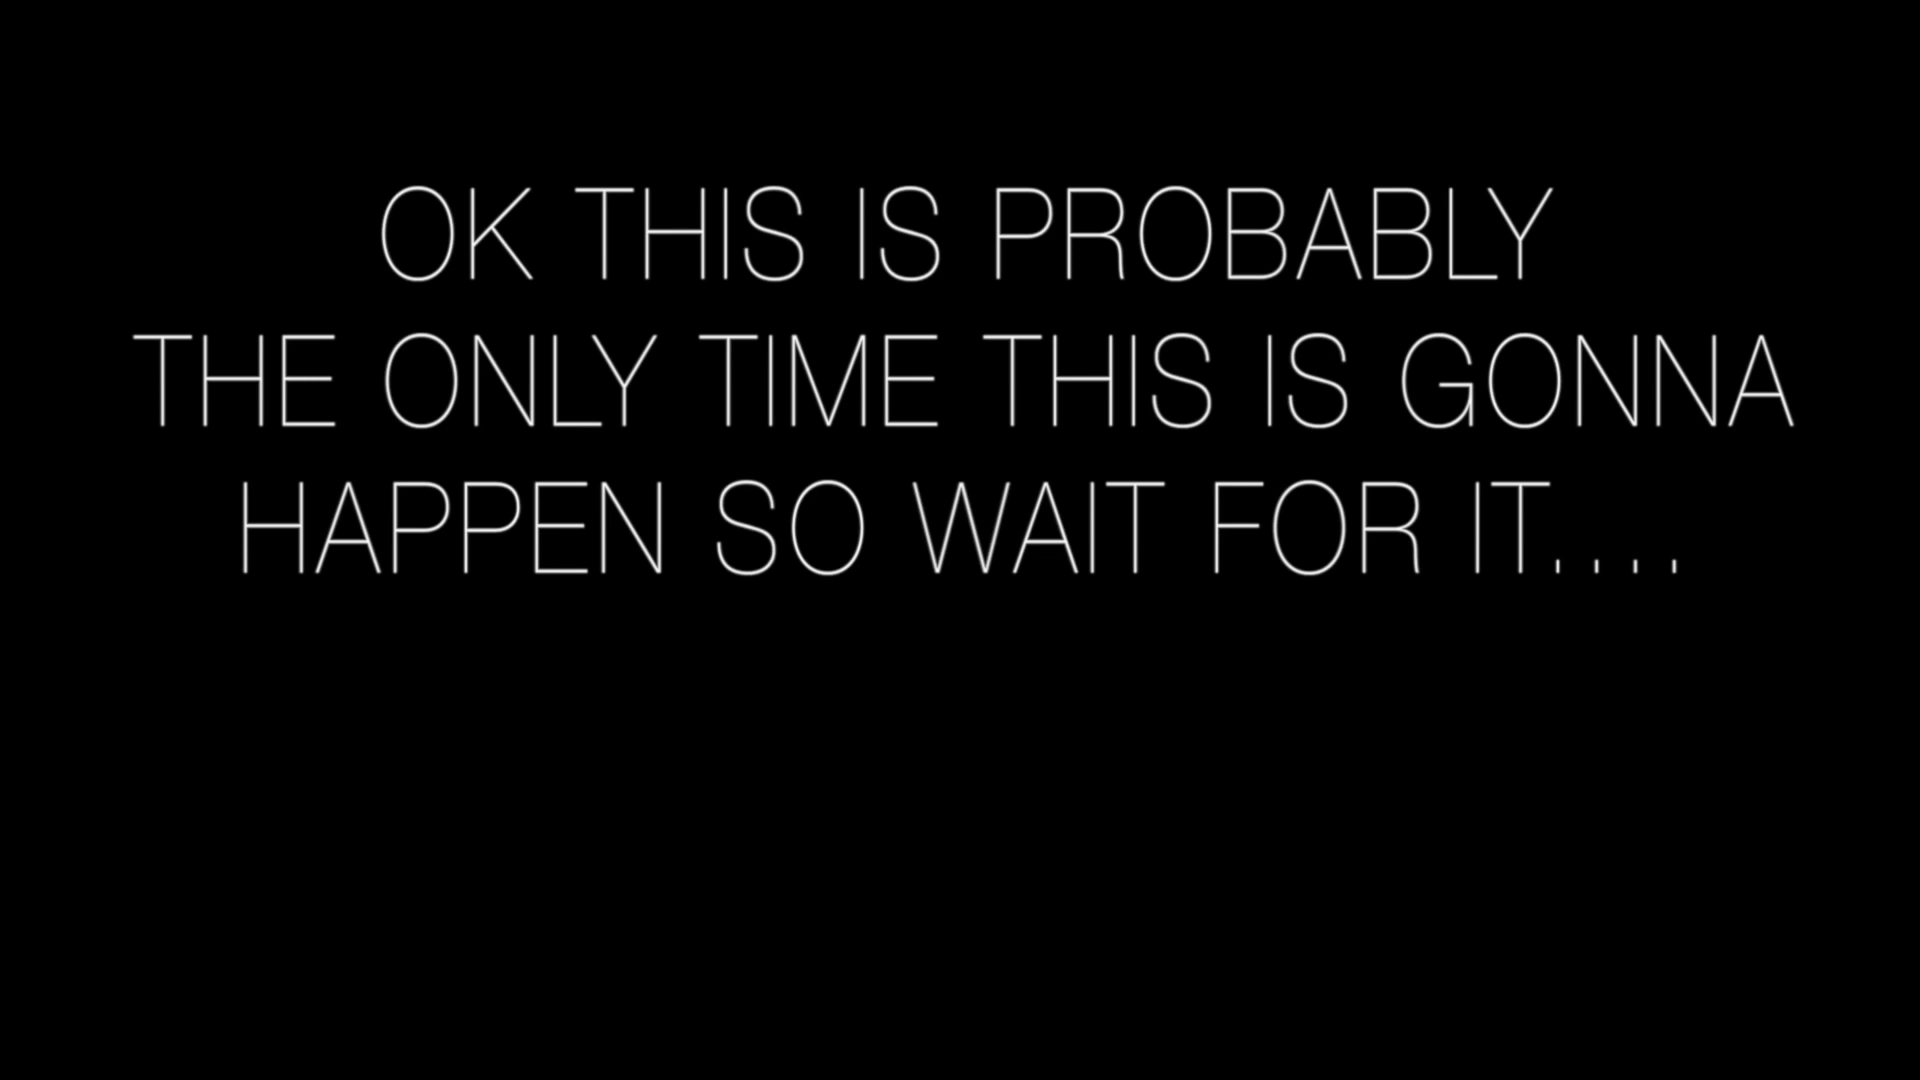 OK THIS IS PROBABLY
THE ONLY TIME THIS IS GONNA
HAPPEN SO WAIT FOR IT....